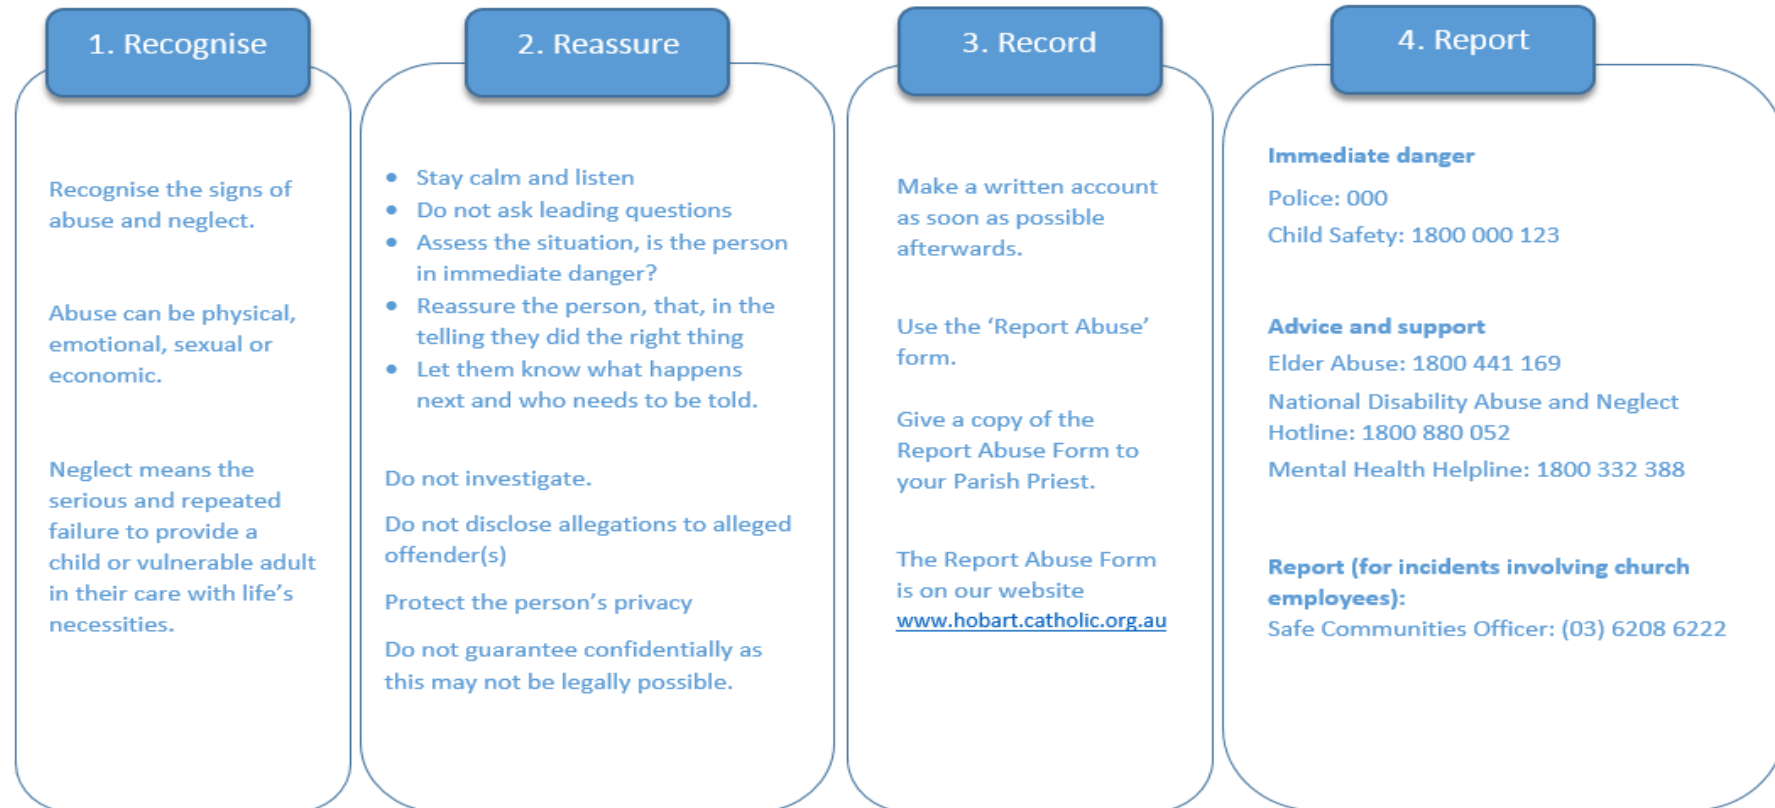 1. Recognise
Recognise the signs of
abuse and neglect.
Abuse can be physical,
emotional, sexual or
economic.
Neglect means the
serious and repeated
failure to provide a
child or vulnerable adult
in their care with life's
necessities.
2. Reassure
• Stay calm and listen
• Do not ask leading questions
• Assess the situation, is the person
in immediate danger?
• Reassure the person, that, in the
telling they did the right thing
• Let them know what happens
next and who needs to be told.
Do not investigate.
Do not disclose allegations to alleged
offender(s)
Protect the person's privacy
Do not guarantee confidentially as
this may not be legally possible.
3. Record
Make a written account
as soon as possible
afterwards.
Use the 'Report Abuse'
form.
Give a copy of the
Report Abuse Form to
your Parish Priest.
The Report Abuse Form
is on our website
www.hobart.catholic.org.au
4. Report
Immediate danger
Police: 000
Child Safety: 1800 000 123
Advice and support
Elder Abuse: 1800 441 169
National Disability Abuse and Neglect
Hotline: 1800 880 052
Mental Health Helpline: 1800 332 388
Report (for incidents involving church
employees):
Safe Communities Officer: (03) 6208 6222